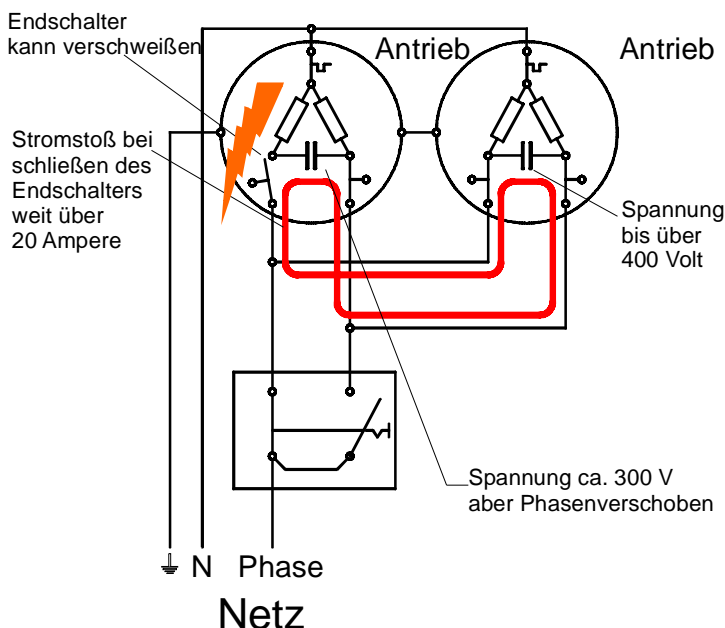 Endschalter
kann verschweißen
Antrieb
Antrieb
Stromstoß bei
schließen des
Endschalters
weit über
20 Ampere
Spannung
bis über
400 Volt
Spannung ca. 300 V
aber Phasenverschoben
N
Phase
Netz